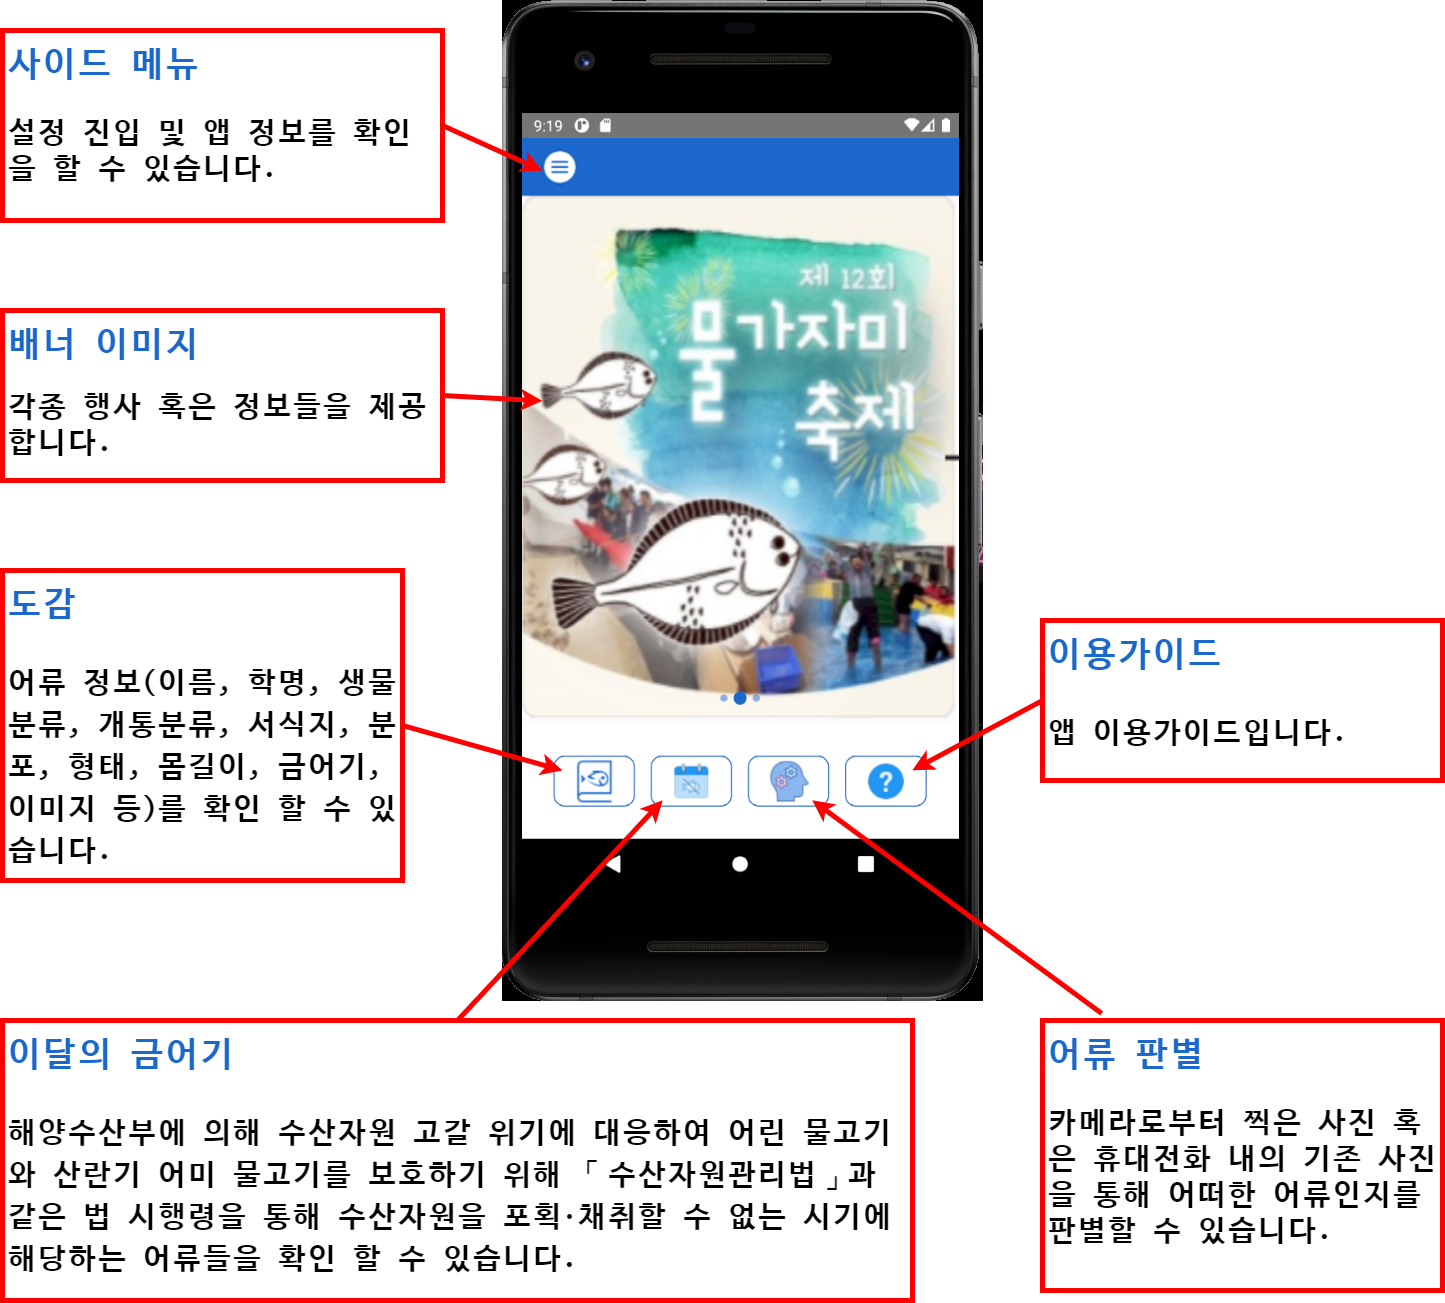 사이드 메뉴
설정 진입 및 앱 정보를 확인
을 할 수 있습니다.
배너 이미지
각종 행사 혹은 정보들을 제공
합니다.
도감
어류 정보(이름, 학명, 생물
분류, 개통분류, 서식지, 분
포, 형태, 몸길이, 금어기,
이미지 등)를 확인 할 수 있
습니다.
9:19
제 12회
물가자미
축제
?
이용가이드
앱 이용가이드입니다.
이달의 금어기
해양수산부에 의해 수산자원 고갈 위기에 대응하여 어린 물고기
와 산란기 어미 물고기를 보호하기 위해 「수산자원관리법」과
같은 법 시행령을 통해 수산자원을 포획·채취할 수 없는 시기에
해당하는 어류들을 확인 할 수 있습니다.
어류 판별
카메라로부터 찍은 사진 혹
은 휴대전화 내의 기존 사진
을 통해 어떠한 어류인지를
판별할 수 있습니다.